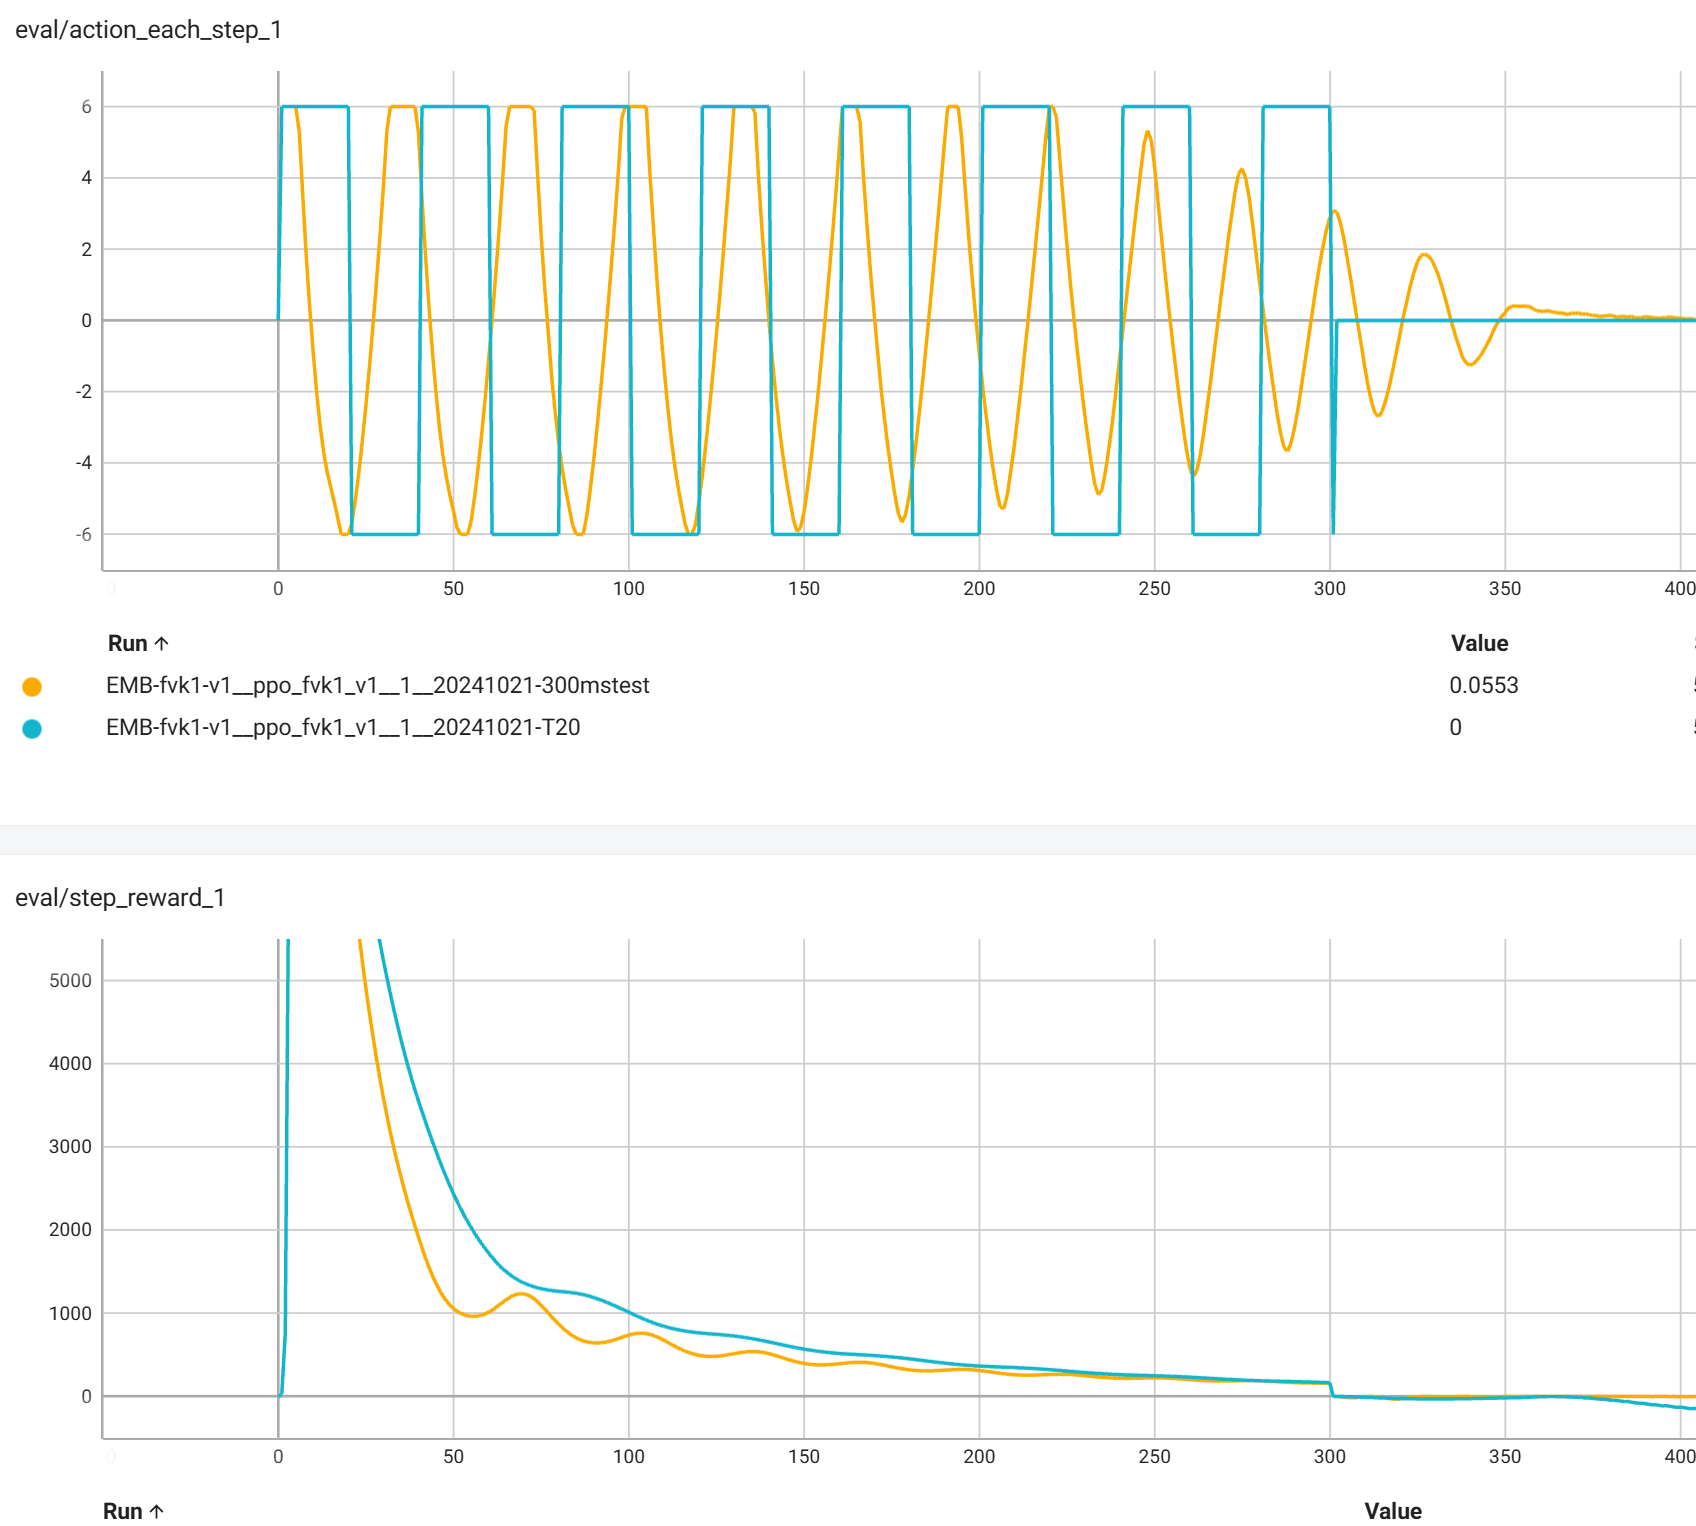 eval/action_each_step_1
6
4
2
0
-2
-4
-6
0 50 100 150 200 250 300 350 400
Run ↑ Value
EMB-fvk1-v1__ppo_fvk1_v1__1__20241021-300mstest 0.0553
EMB-fvk1-v1__ppo_fvk1_v1__1__20241021-T20 0
eval/step_reward_1
5000
4000
3000
2000
1000
0
0 50 100 150 200 250 300 350 400
Run ↑ Value